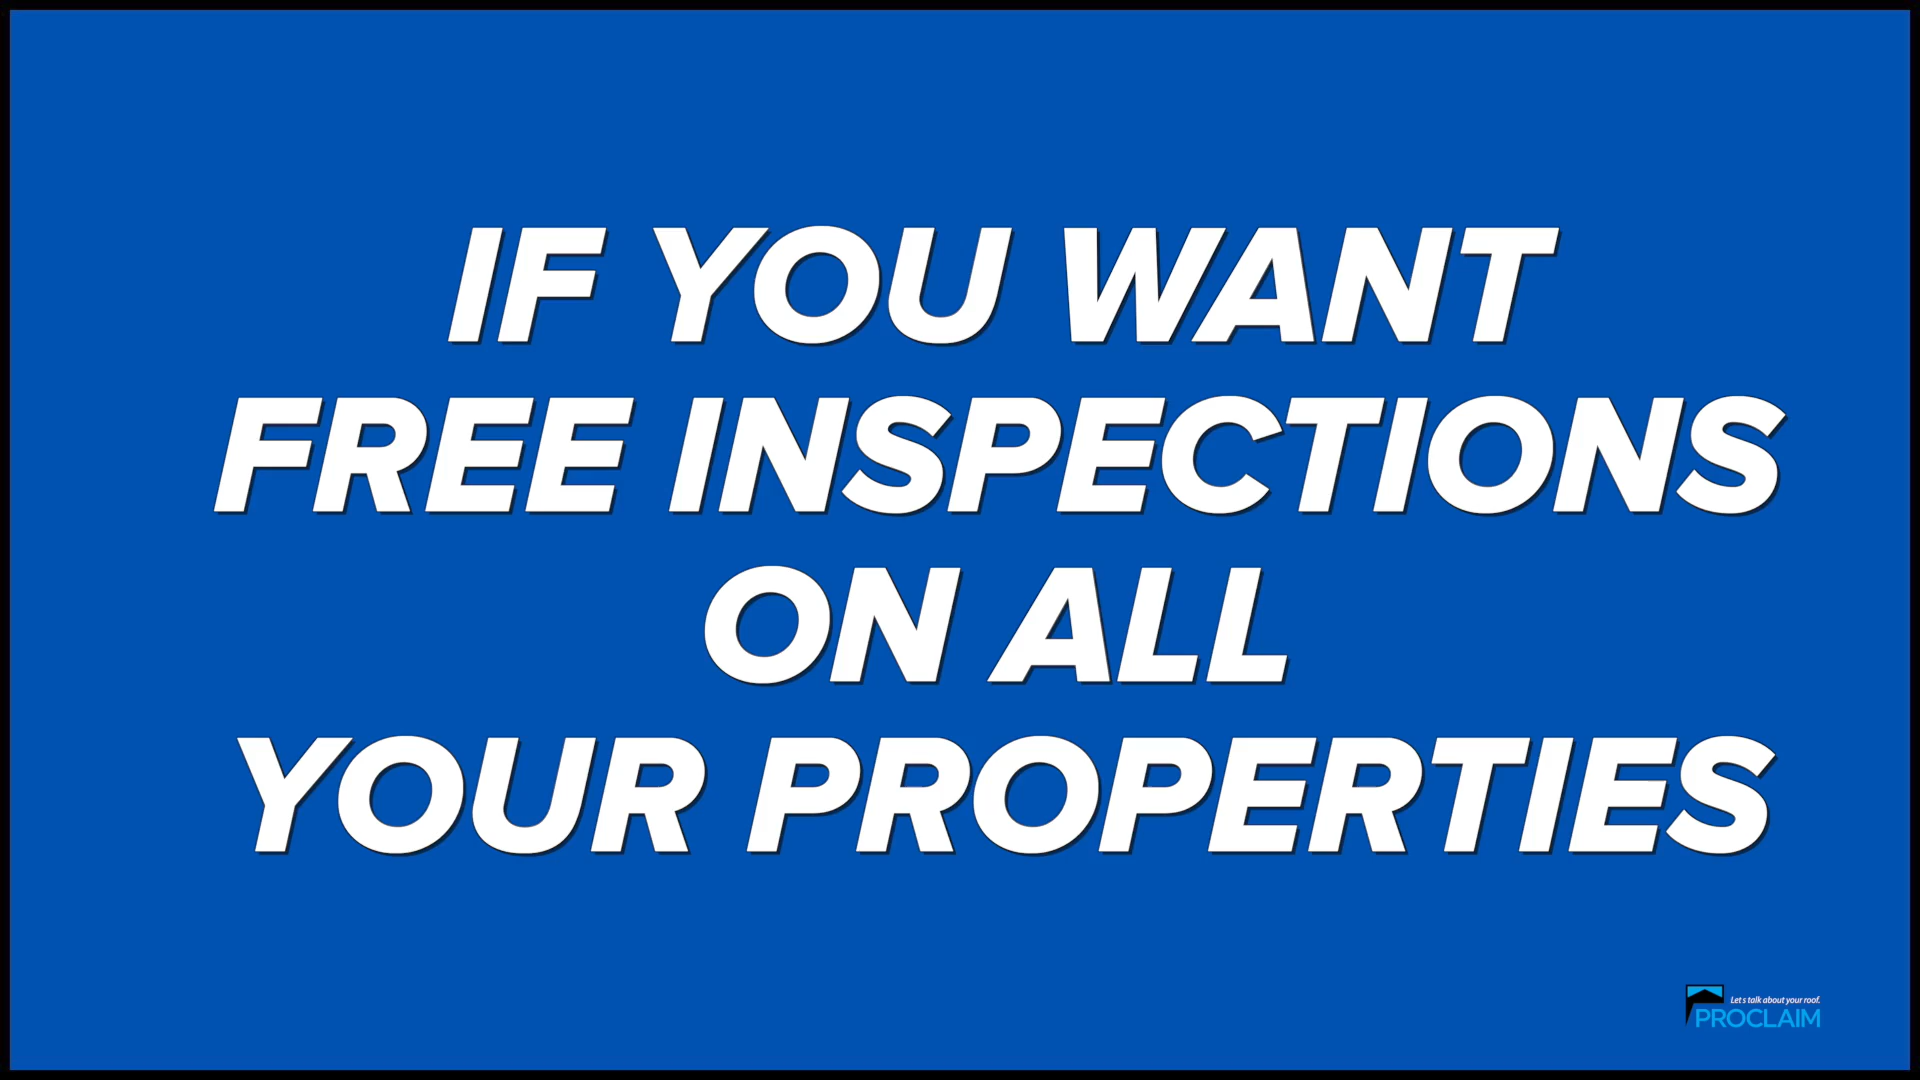 IF YOU WANT
FREE INSPECTIONS
ON ALL
YOUR PROPERTIES
Let's talk about your roof.
PROCLAIM